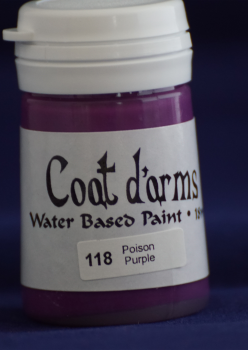 Coat d'arms
Water Based Paint •
118 Poison
Purple